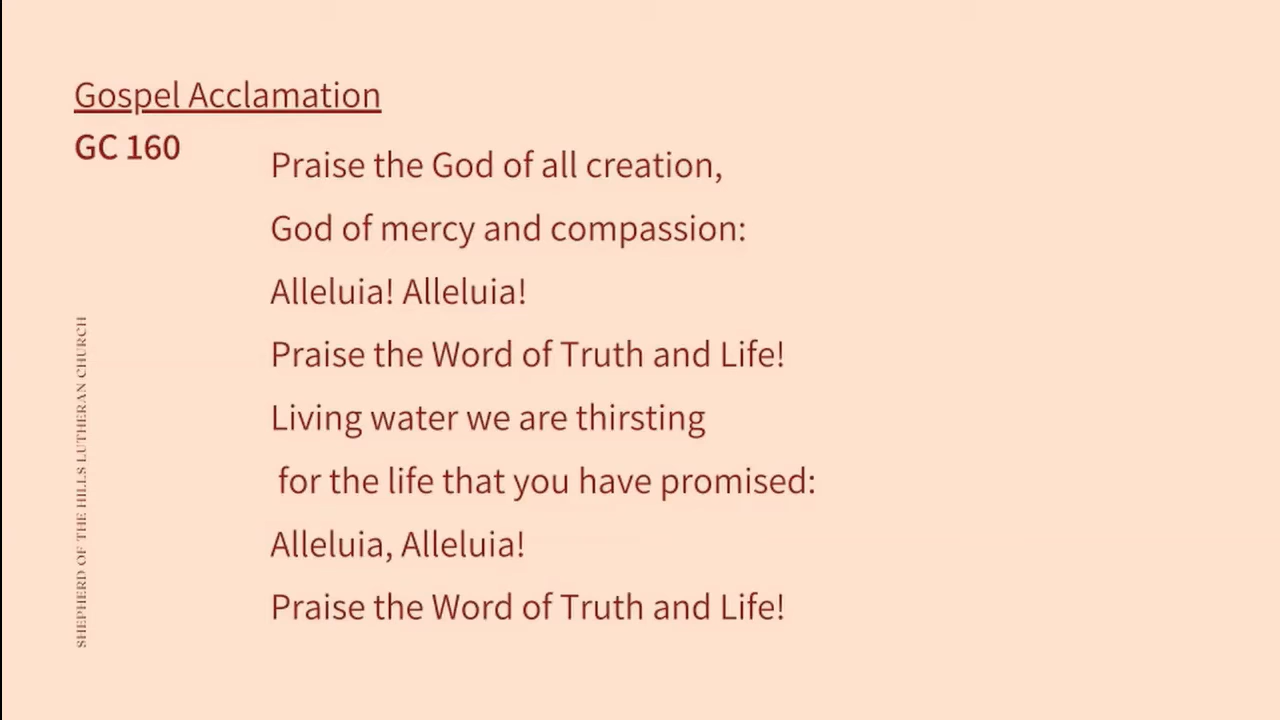 Gospel Acclamation
GC 160
Praise the God of all creation,
God of mercy and compassion:
Alleluia! Alleluia!
Praise the Word of Truth and Life!
Living water we are thirsting
for the life that you have promised:
Alleluia, Alleluia!
Praise the Word of Truth and Life!
SHEPHERD OF THE HILLS LUTHERAN CHURCH